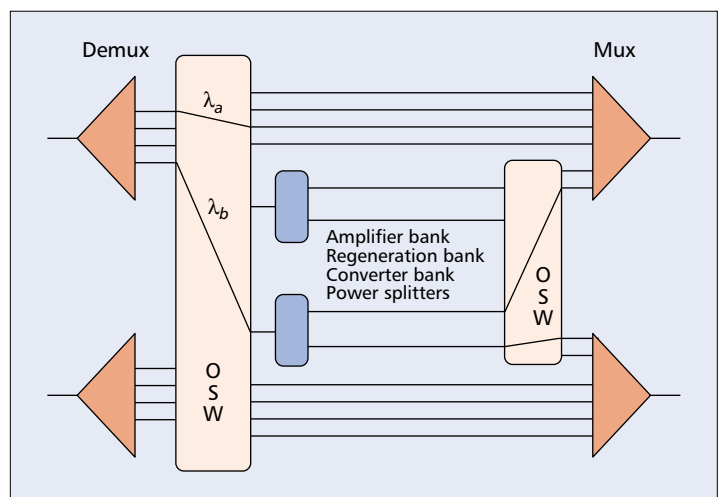 Demux
Mux
λa
λb
Amplifier bank
Regeneration bank
Converter bank
Power splitters
O
S
W
O
S
W